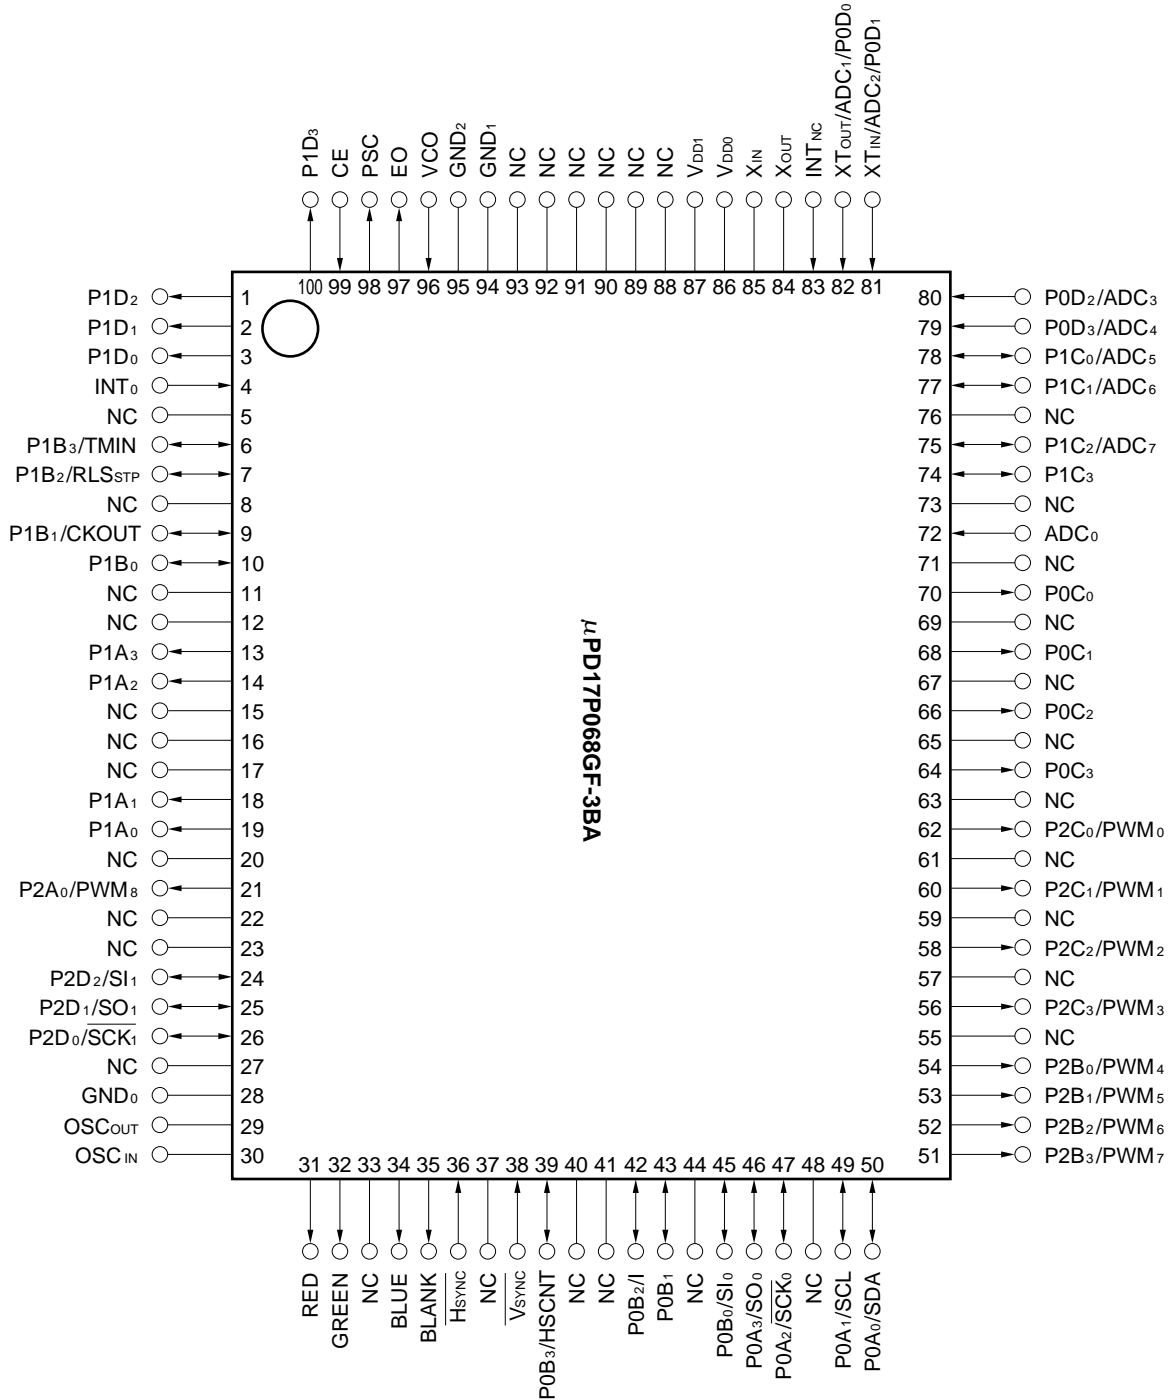 P1D3
CE
PSC
EO
VCO
GND2
GND1
NC
NC
NC
NC
NC
NC
VDD1
VDD0
XIN
XOUT
INTNC
XTOUT/ADC1/P0D0
XTIN/ADC2/P0D1
100 99 98 97 96 95 94 93 92 91 90 89 88 87 86 85 84 83 82 81
P1D2 1
P1D1 2
P1D0 3
INT0 4
NC 5
P1B3/TMIN 6
P1B2/RLSSTP 7
NC 8
P1B1/CKOUT 9
P1B0 10
NC 11
NC 12
P1A3 13
P1A2 14
NC 15
NC 16
NC 17
P1A1 18
P1A0 19
NC 20
P2A0/PWM8 21
NC 22
NC 23
P2D2/SI1 24
P2D1/SO1 25
P2D0/SCK1 26
NC 27
GND0 28
OSCOUT 29
OSCIN 30
μPD17P068GF-3BA
80 P0D2/ADC3
79 P0D3/ADC4
78 P1C0/ADC5
77 P1C1/ADC6
76 NC
75 P1C2/ADC7
74 P1C3
73 NC
72 ADC0
71 NC
70 P0C0
69 NC
68 P0C1
67 NC
66 P0C2
65 NC
64 P0C3
63 NC
62 P2C0/PWM0
61 NC
60 P2C1/PWM1
59 NC
58 P2C2/PWM2
57 NC
56 P2C3/PWM3
55 NC
54 P2B0/PWM4
53 P2B1/PWM5
52 P2B2/PWM6
51 P2B3/PWM7
31 32 33 34 35 36 37 38 39 40 41 42 43 44 45 46 47 48 49 50
RED
GREEN
NC
BLUE
BLANK
HSYNC
NC
VSYNC
P0B3/HSCNT
NC
NC
P0B2/I
P0B1
NC
P0B0/SI0
P0A3/SO0
P0A2/SCK0
NC
P0A1/SCL
P0A0/SDA